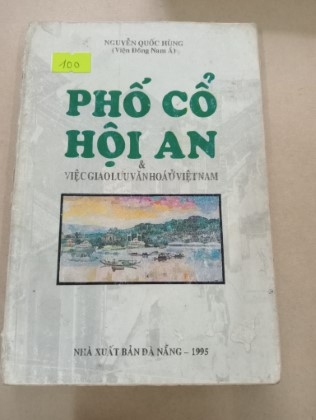 NGUYỄN QUỐC HÙNG
(Viện Đông Nam Á)
100
PHỐ CỔ
HỘI AN
&
VIỆC GIAO LƯU VĂN HOÁ Ở VIỆT NAM
NHÀ XUẤT BẢN ĐÀ NẴNG - 1995